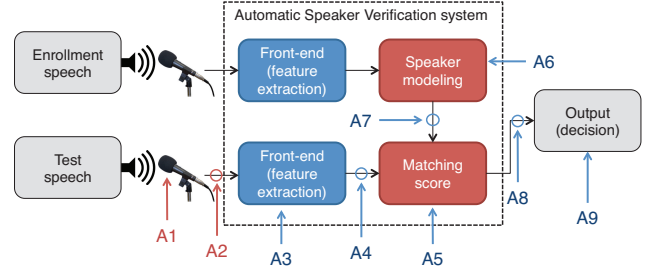 Automatic Speaker Verification system
Enrollment
speech
Front-end
(feature
extraction)
Speaker
modeling
A6
A7
Output
(decision)
Test
speech
Front-end
(feature
extraction)
Matching
score
A1
A2
A3
A4
A5
A8
A9